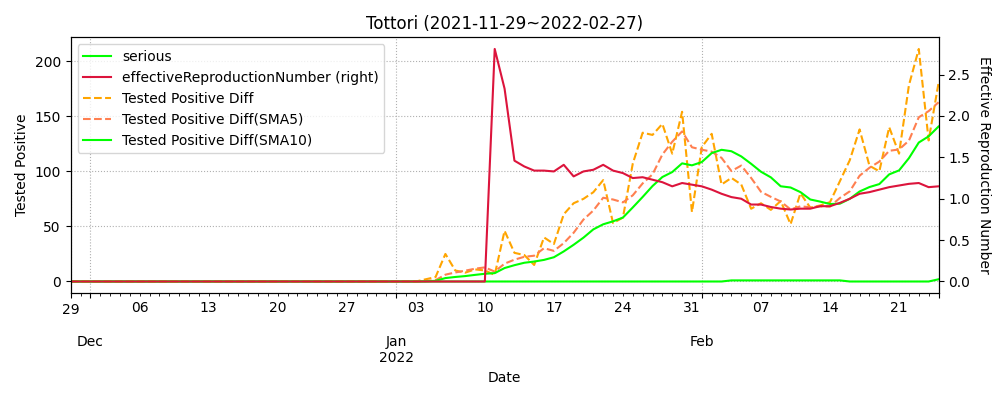 Tottori (2021-11-29~2022-02-27)
serious
effectiveReproductionNumber (right)
Tested Positive Diff
Tested Positive Diff(SMA5)
Tested Positive Diff(SMA10)
Tested Positive
200
150
100
50
0
Effective Reproduction Number
2.5
2.0
1.5
1.0
0.5
0.0
29 06 13 20 27 03 10 17 24 31 07 14 21
Dec Jan Feb
2022
Date